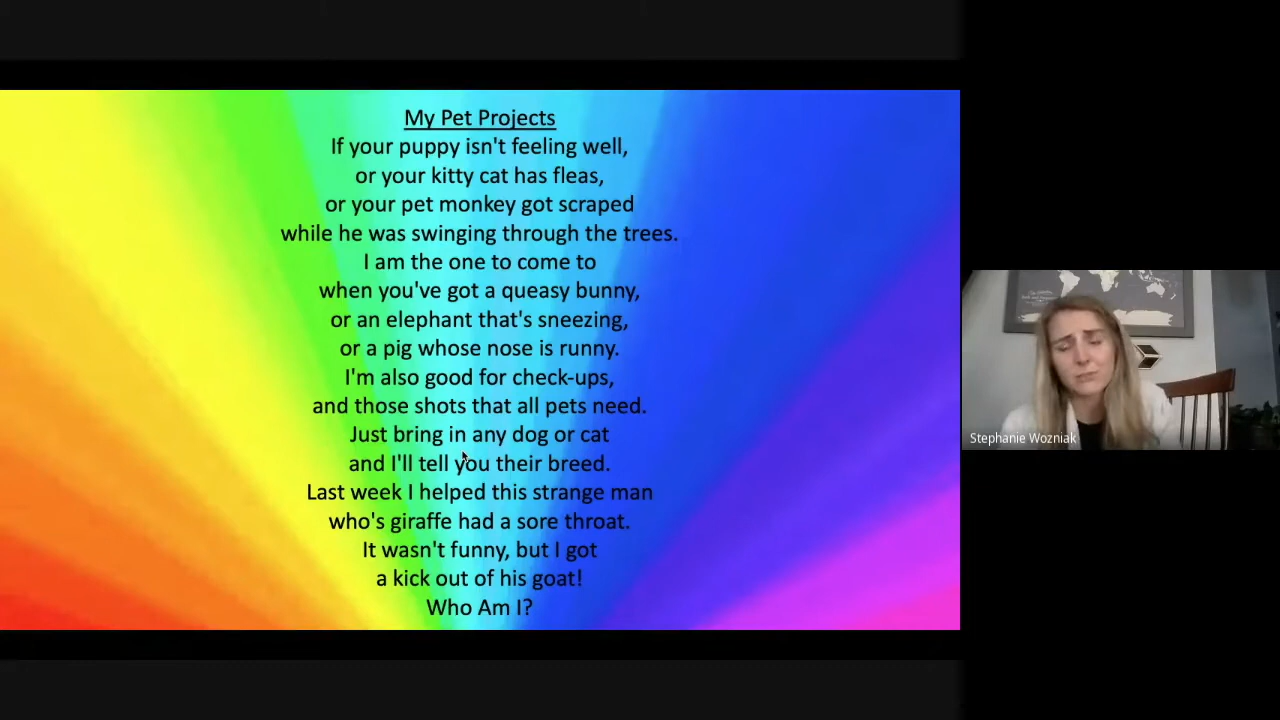 My Pet Projects
If your puppy isn't feeling well,
or your kitty cat has fleas,
or your pet monkey got scraped
while he was swinging through the trees.
I am the one to come to
when you've got a queasy bunny,
or an elephant that's sneezing,
or a pig whose nose is runny.
I'm also good for check-ups,
and those shots that all pets need.
Just bring in any dog or cat
and I'll tell you their breed.
Last week I helped this strange man
who's giraffe had a sore throat.
It wasn't funny, but I got
a kick out of his goat!
Who Am I?
Stephanie Wozniak